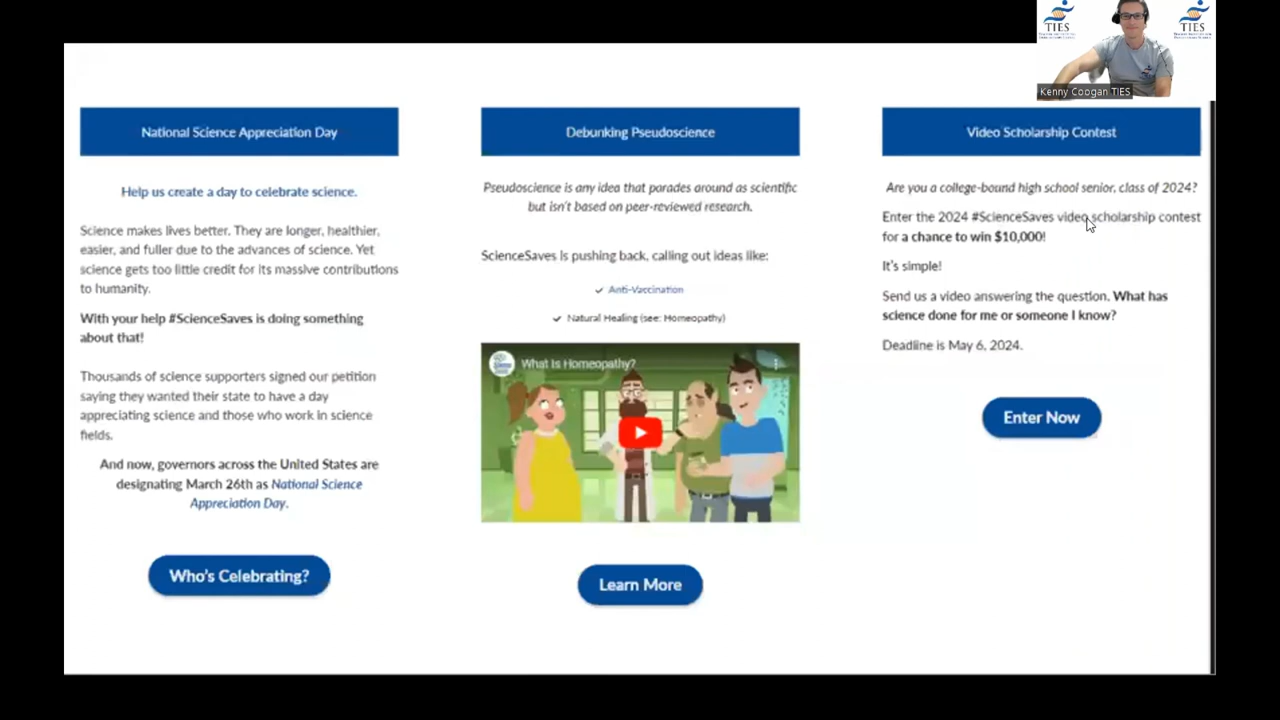 TIES
TIES
Kenny Coogan TIES
National Science Appreciation Day
Help us create a day to celebrate science.
Science makes lives better. They are longer, healthier,
easier, and fuller due to the advances of science. Yet
science gets too little credit for its massive contributions
to humanity.
With your help #ScienceSaves is doing something
about that!
Thousands of science supporters signed our petition
saying they wanted their state to have a day
appreciating science and those who work in science
fields.
And now, governors across the United States are
designating March 26th as National Science
Appreciation Day.
Who's Celebrating?
Debunking Pseudoscience
Pseudoscience is any idea that parades around as scientific
but isn't based on peer-reviewed research.
ScienceSaves is pushing back, calling out ideas like:
Anti-Vaccination
Natural Healing (see: Homeopathy)
What Is Homeopathy?
Learn More
Video Scholarship Contest
Are you a college-bound high school senior, class of 2024?
Enter the 2024 #ScienceSaves video scholarship contest
for a chance to win $10,000!
It's simple!
Send us a video answering the question. What has
science done for me or someone I know?
Deadline is May 6, 2024.
Enter Now